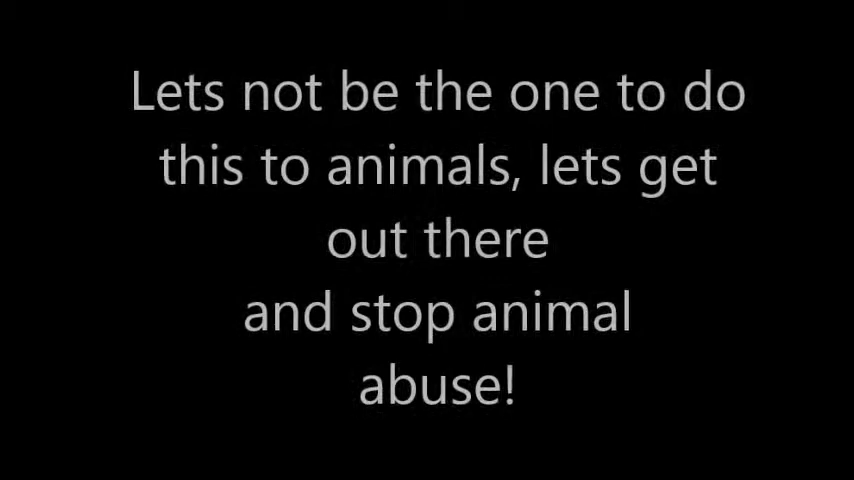 Lets not be the one to do
this to animals, lets get
out there
and stop animal
abuse!